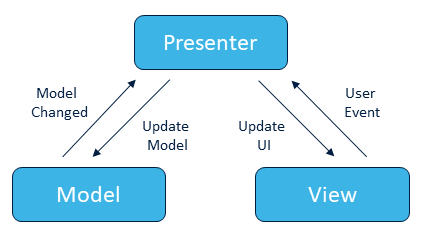 Presenter
Model
Changed
Update
Model
Update
UI
User
Event
Model
View